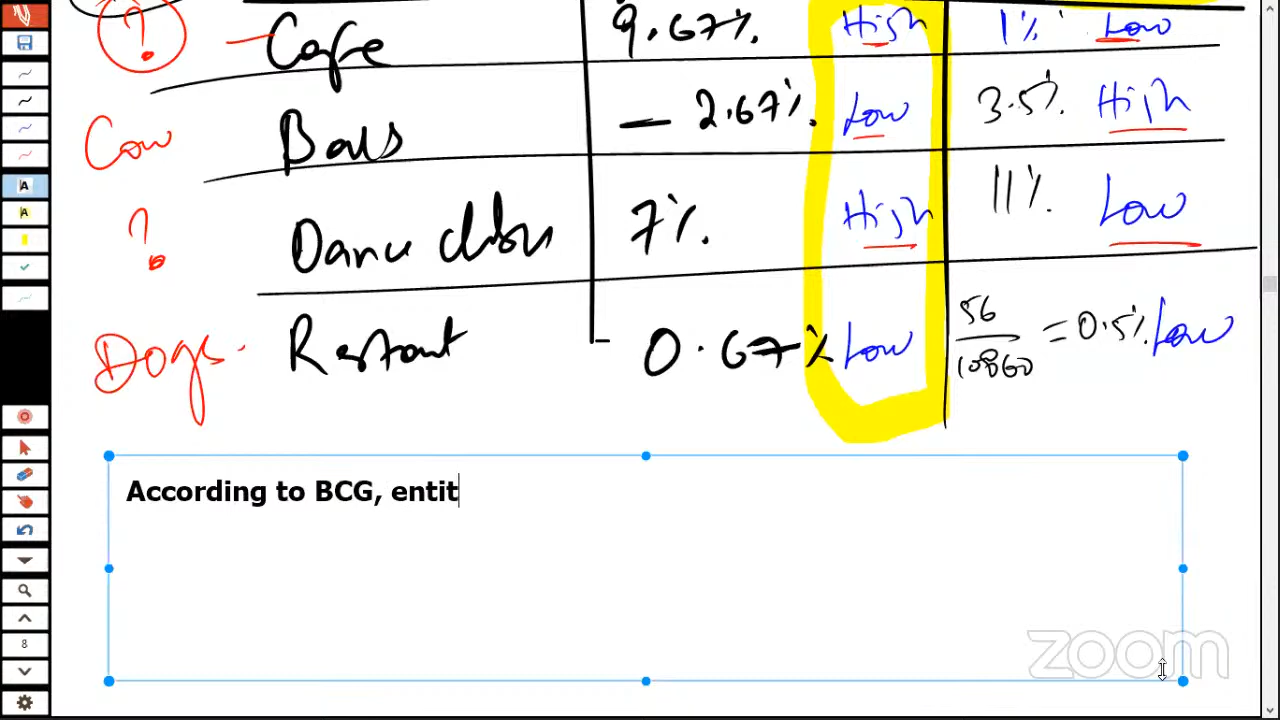 ? - Cafe 9.67% High 1% Low
Cow Bars - 2.67% Low 3.5% High
? Dance clubs 7% High 11% Low
Dogs. Restaurant - 0.67% Low 56/10860 = 0.5% Low
According to BCG, entit
8
zoom